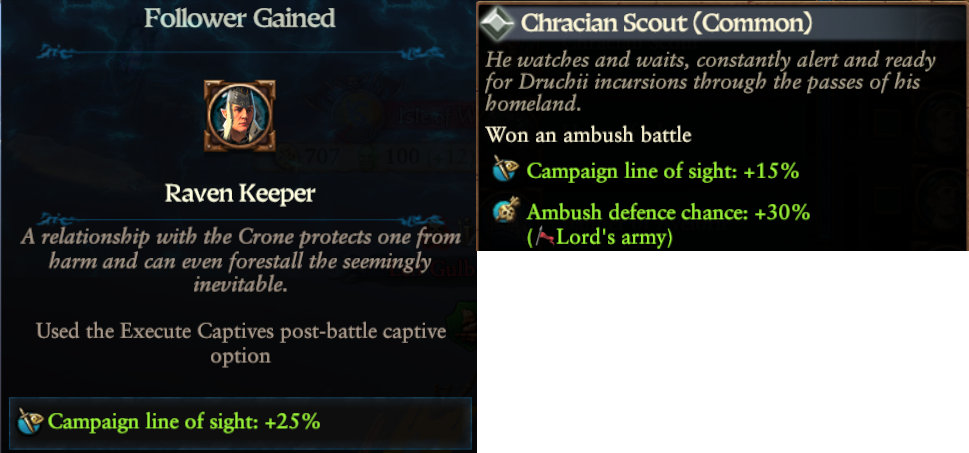 Follower Gained
707
100 (+12)
Raven Keeper
A relationship with the Crone protects one from
harm and can even forestall the seemingly
inevitable.
Used the Execute Captives post-battle captive
option
Campaign line of sight: +25%
Chracian Scout (Common)
He watches and waits, constantly alert and ready
for Druchii incursions through the passes of his
homeland.
Won an ambush battle
Campaign line of sight: +15%
Ambush defence chance: +30%
(Lord's army)